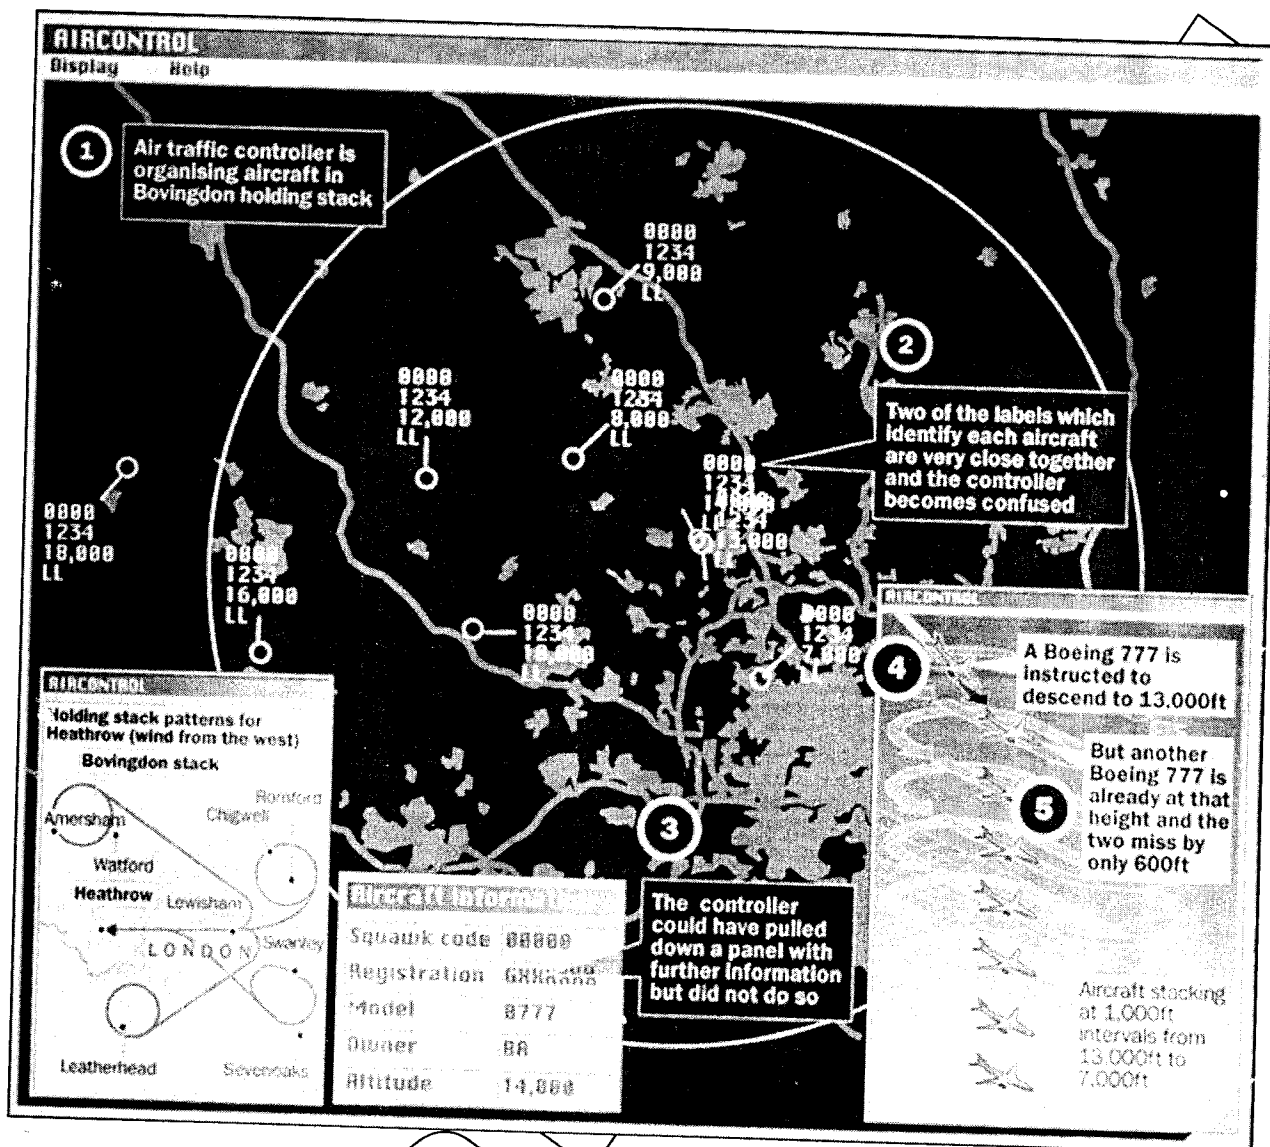 AIRCONTROL
Display Help
1
Air traffic controller is
organising aircraft in
Bovingdon holding stack
0000
1234
9,000
LL
2
0000
1234
12,000
LL
0000
1234
8,000
LL
Two of the labels which
identify each aircraft
are very close together
and the controller
becomes confused
0000
1234
1234
13,000
LL
0000
1234
18,000
LL
0000
1234
16,000
LL
0000
1234
LL
0000
1234
7,000
LL
AIRCONTROL
4
A Boeing 777 is
instructed to
descend to 13.000ft
But another
Boeing 777 is
already at that
height and the
two miss by
only 600ft
5
Aircraft stacking
at 1,000ft
intervals from
13,000ft to
7,000ft
AIRCONTROL
Holding stack patterns for
Heathrow (wind from the west)
Bovingdon stack
Romford
Chigwell
Amersham
Watford
Heathrow
Lewisham
LONDON
Swanley
Leatherhead
Sevenoaks
3
The controller
could have pulled
down a panel with
further information
but did not do so
Aircraft Informati
Squawk code 00000
Registration GXXXXXX
Model B777
Owner BA
Altitude 14,000